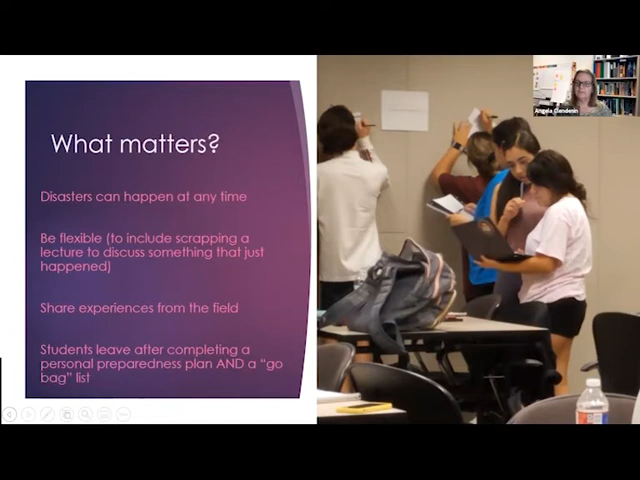 What matters?
Disasters can happen at any time
Be flexible (to include scrapping a
lecture to discuss something that just
happened)
Share experiences from the field
Students leave after completing a
personal preparedness plan AND a “go
bag” list
Angela Clendenin